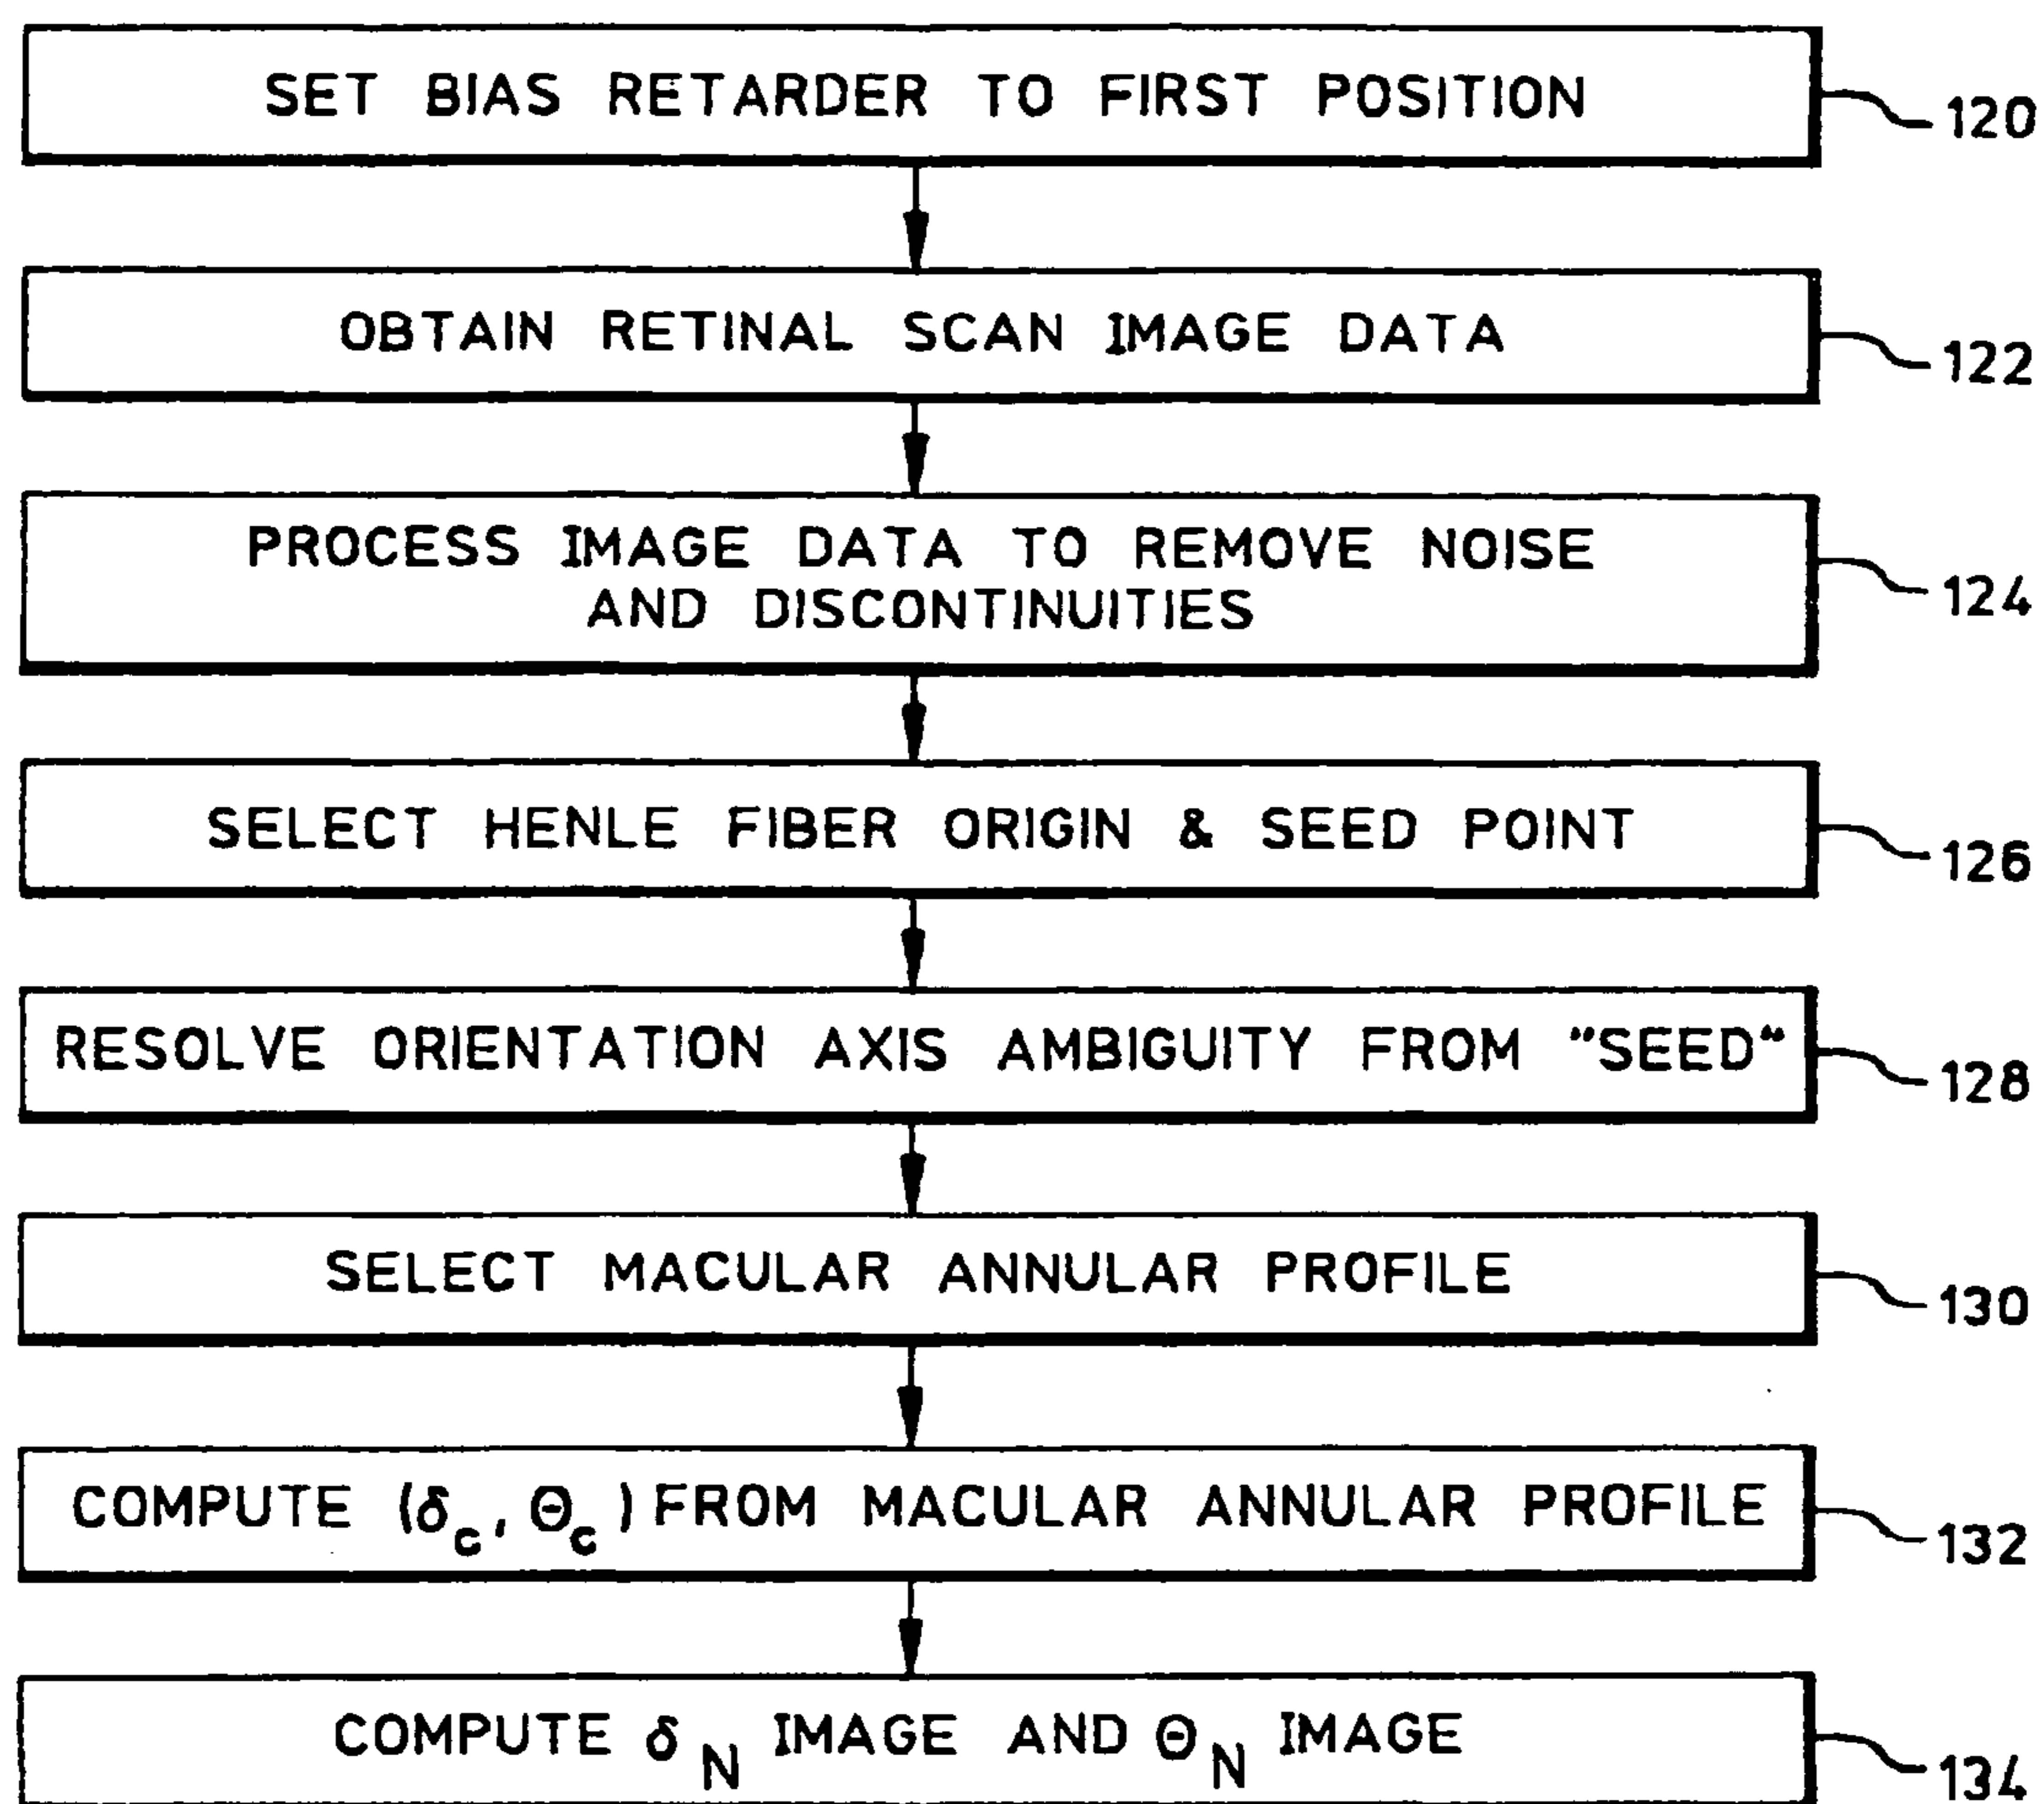 SET BIAS RETARDER TO FIRST POSITION
120
OBTAIN RETINAL SCAN IMAGE DATA
122
PROCESS IMAGE DATA TO REMOVE NOISE
AND DISCONTINUITIES
124
SELECT HENLE FIBER ORIGIN & SEED POINT
126
RESOLVE ORIENTATION AXIS AMBIGUITY FROM "SEED"
128
SELECT MACULAR ANNULAR PROFILE
130
COMPUTE (δc, Θc) FROM MACULAR ANNULAR PROFILE
132
COMPUTE δN IMAGE AND ΘN IMAGE
134